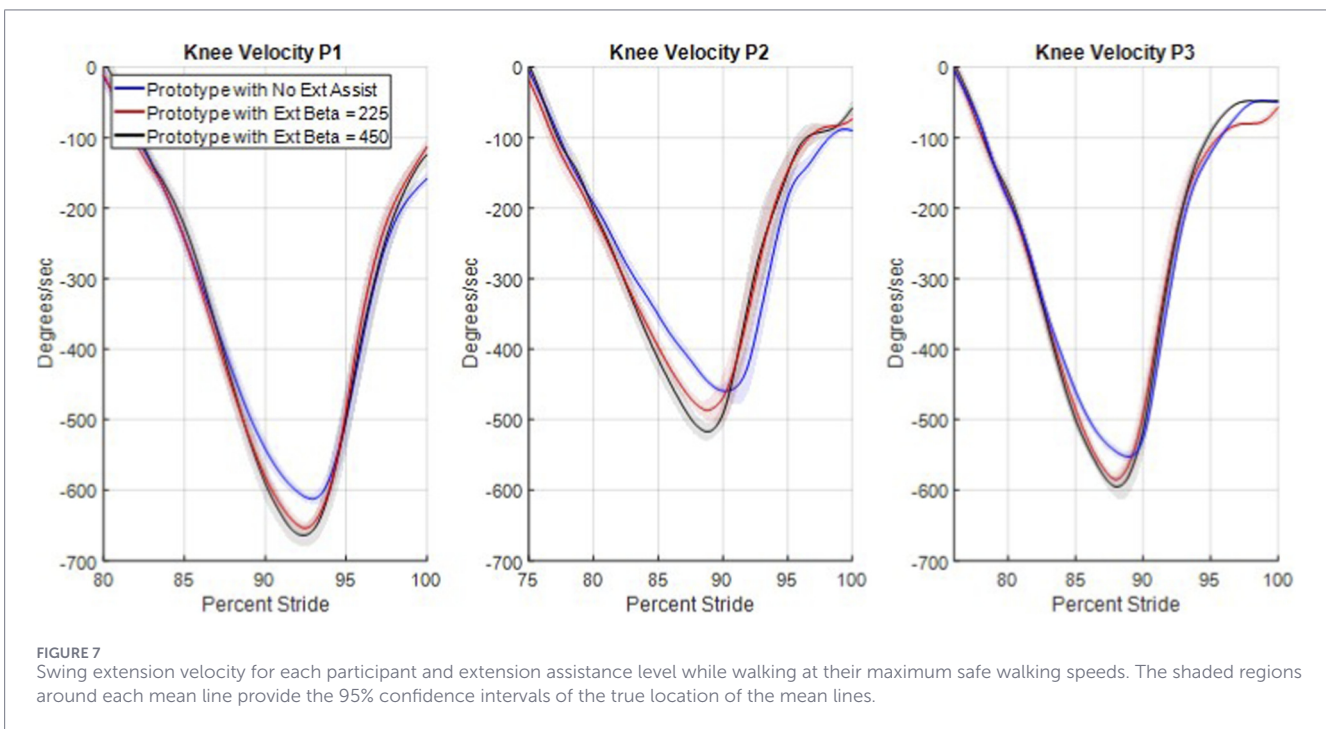 Knee Velocity P1
0
-100
-200
-300
-400
-500
-600
-700
Degrees/sec
Prototype with No Ext Assist
Prototype with Ext Beta = 225
Prototype with Ext Beta = 450
80 85 90 95 100
Percent Stride
Knee Velocity P2
0
-100
-200
-300
-400
-500
-600
-700
Degrees/sec
75 80 85 90 95 100
Percent Stride
Knee Velocity P3
0
-100
-200
-300
-400
-500
-600
-700
Degrees/sec
80 85 90 95 100
Percent Stride
FIGURE 7
Swing extension velocity for each participant and extension assistance level while walking at their maximum safe walking speeds. The shaded regions
around each mean line provide the 95% confidence intervals of the true location of the mean lines.